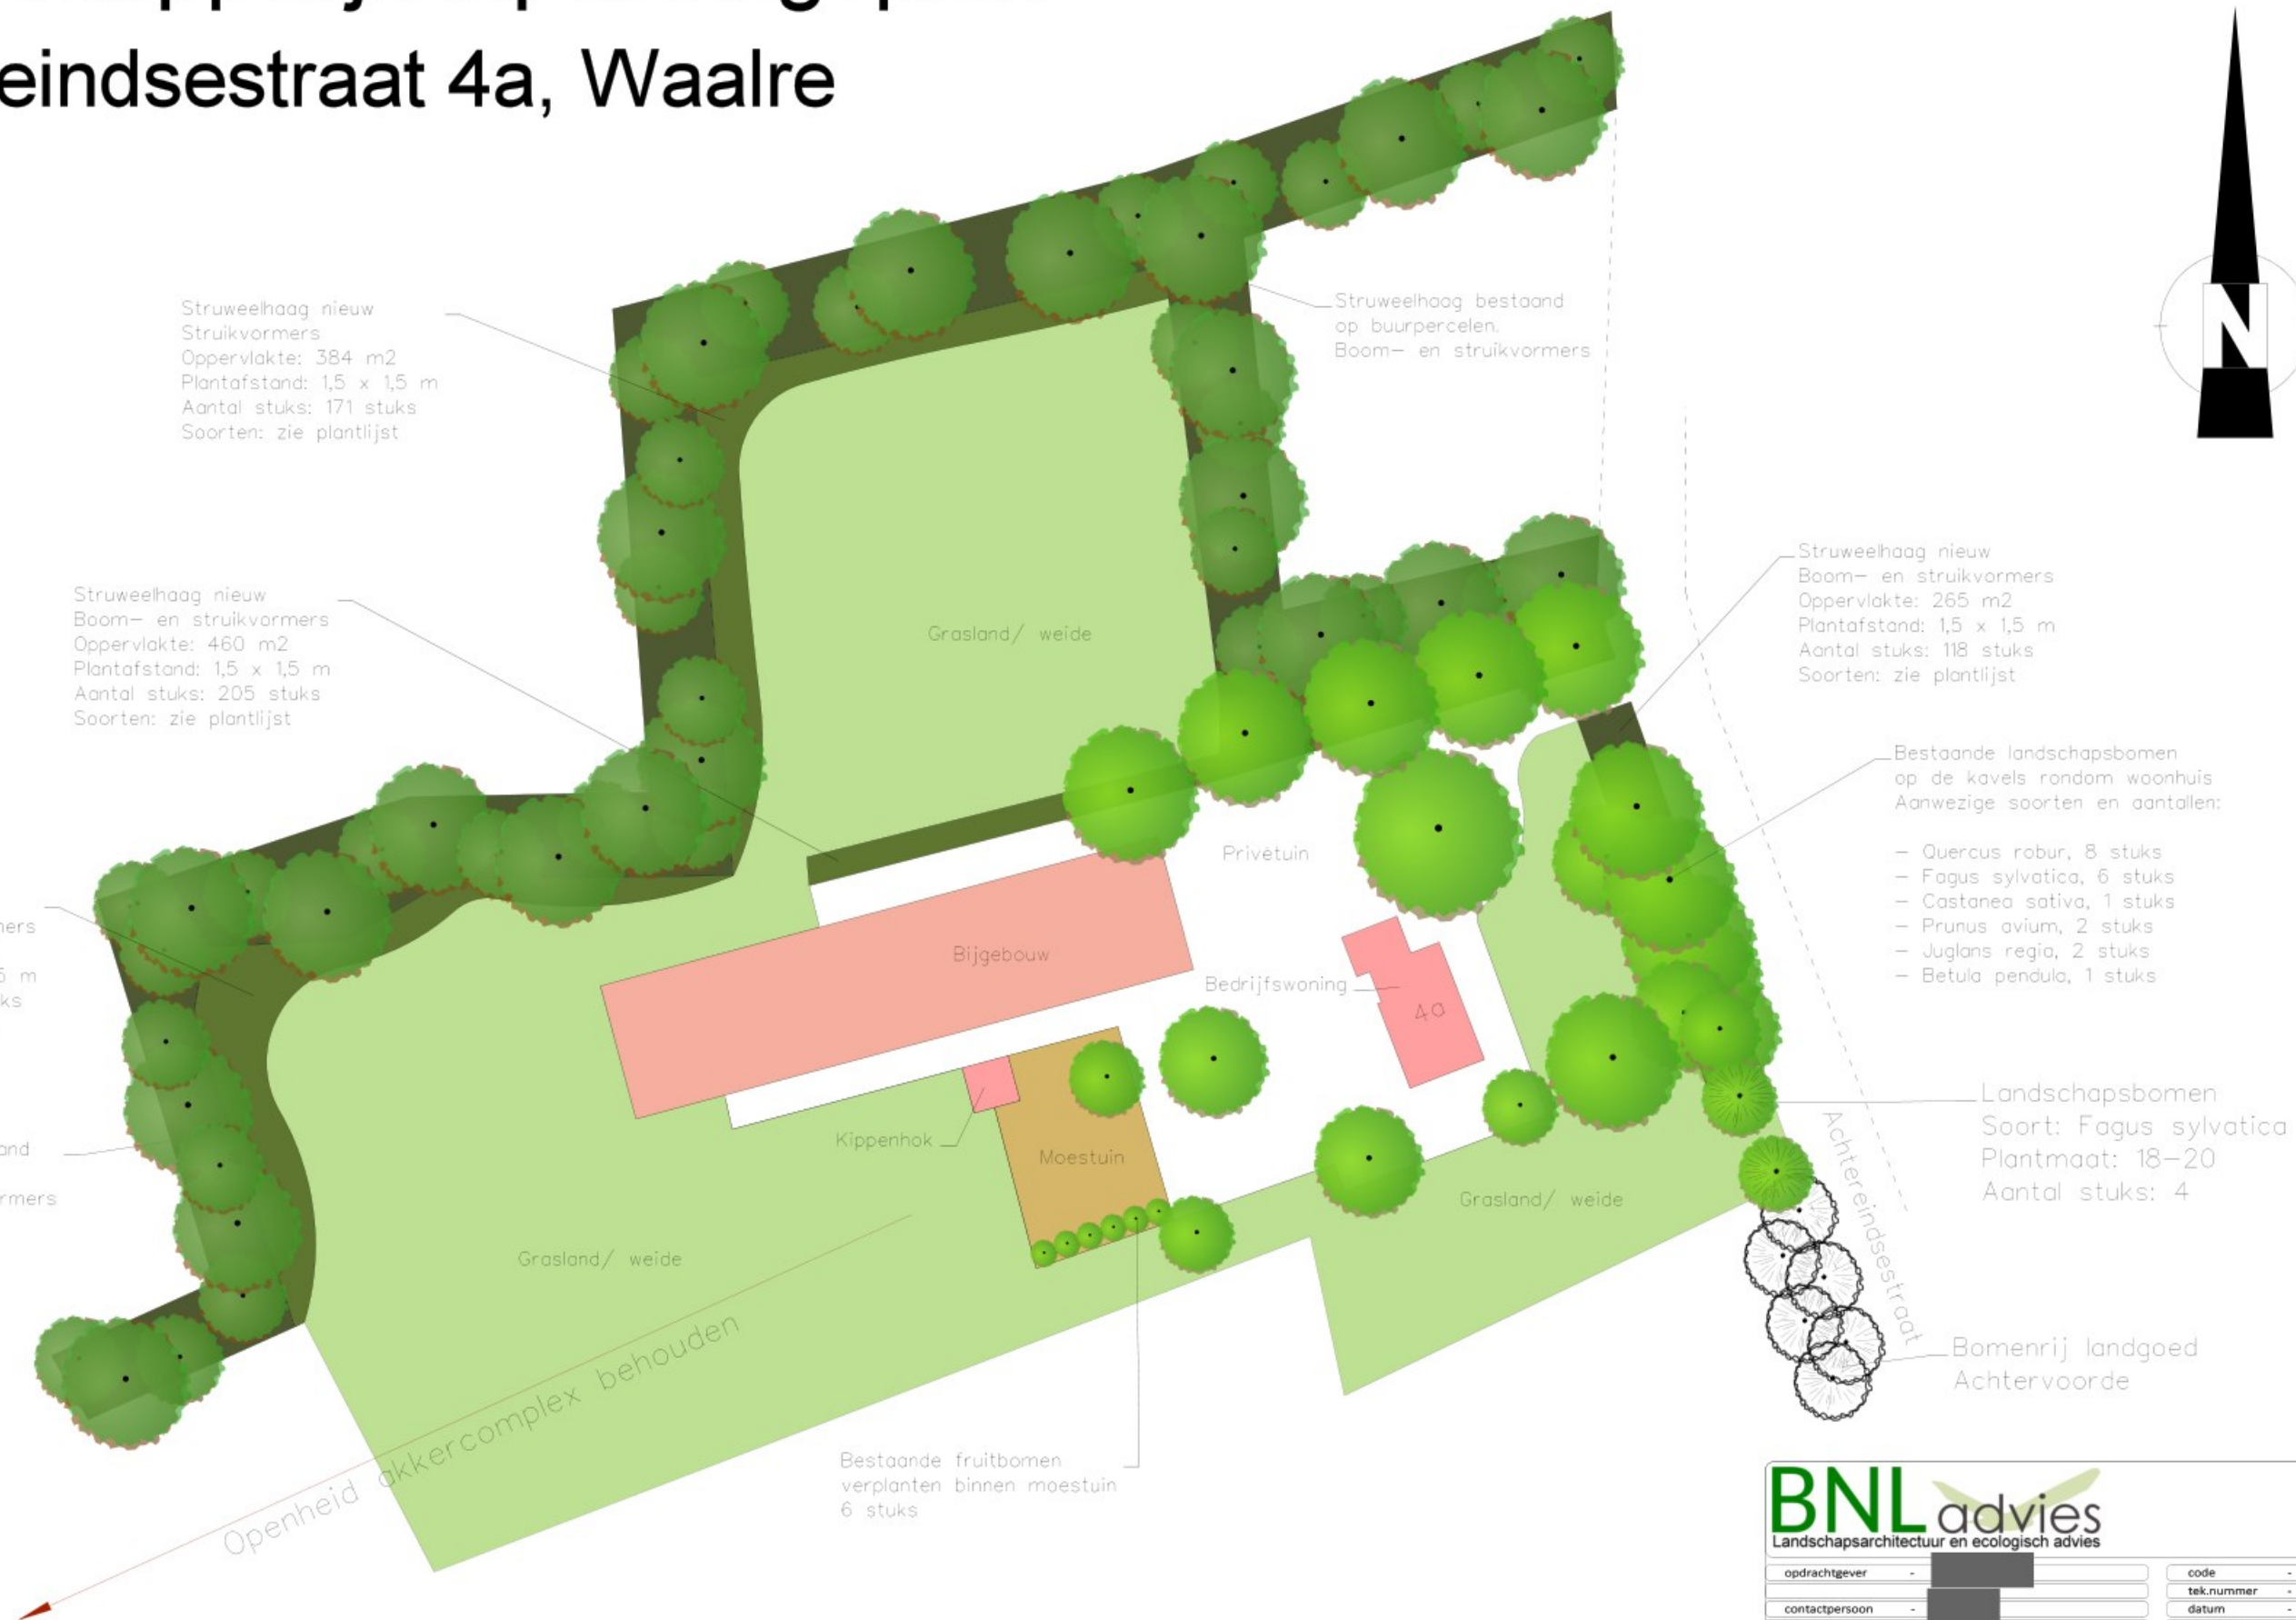 eindsestraat 4a, Waalre
Struweelhaag nieuw
Struikvormers
Oppervlakte: 384 m2
Plantafstand: 1,5 x 1,5 m
Aantal stuks: 171 stuks
Soorten: zie plantlijst
Struweelhaag bestaand
op buurpercelen.
Boom- en struikvormers
N
Struweelhaag nieuw
Boom- en struikvormers
Oppervlakte: 460 m2
Plantafstand: 1,5 x 1,5 m
Aantal stuks: 205 stuks
Soorten: zie plantlijst
Struweelhaag nieuw
Boom- en struikvormers
Oppervlakte: 265 m2
Plantafstand: 1,5 x 1,5 m
Aantal stuks: 118 stuks
Soorten: zie plantlijst
Grasland/ weide
Bestaande landschapsbomen
op de kavels rondom woonhuis
Aanwezige soorten en aantallen:
- Quercus robur, 8 stuks
- Fagus sylvatica, 6 stuks
- Castanea sativa, 1 stuks
- Prunus avium, 2 stuks
- Juglans regia, 2 stuks
- Betula pendula, 1 stuks
Privétuin
Bijgebouw
Bedrijfswoning
4a
Kippenhok
Moestuin
Grasland/ weide
Grasland/ weide
Landschapsbomen
Soort: Fagus sylvatica
Plantmaat: 18-20
Aantal stuks: 4
Achtereindsestraat
Bomenrij landgoed
Achtervoorde
Openheid akkercomplex behouden
Bestaande fruitbomen
verplanten binnen moestuin
6 stuks
BNL advies
Landschapsarchitectuur en ecologisch advies
opdrachtgever -
code -
tek.nummer -
contactpersoon -
datum -